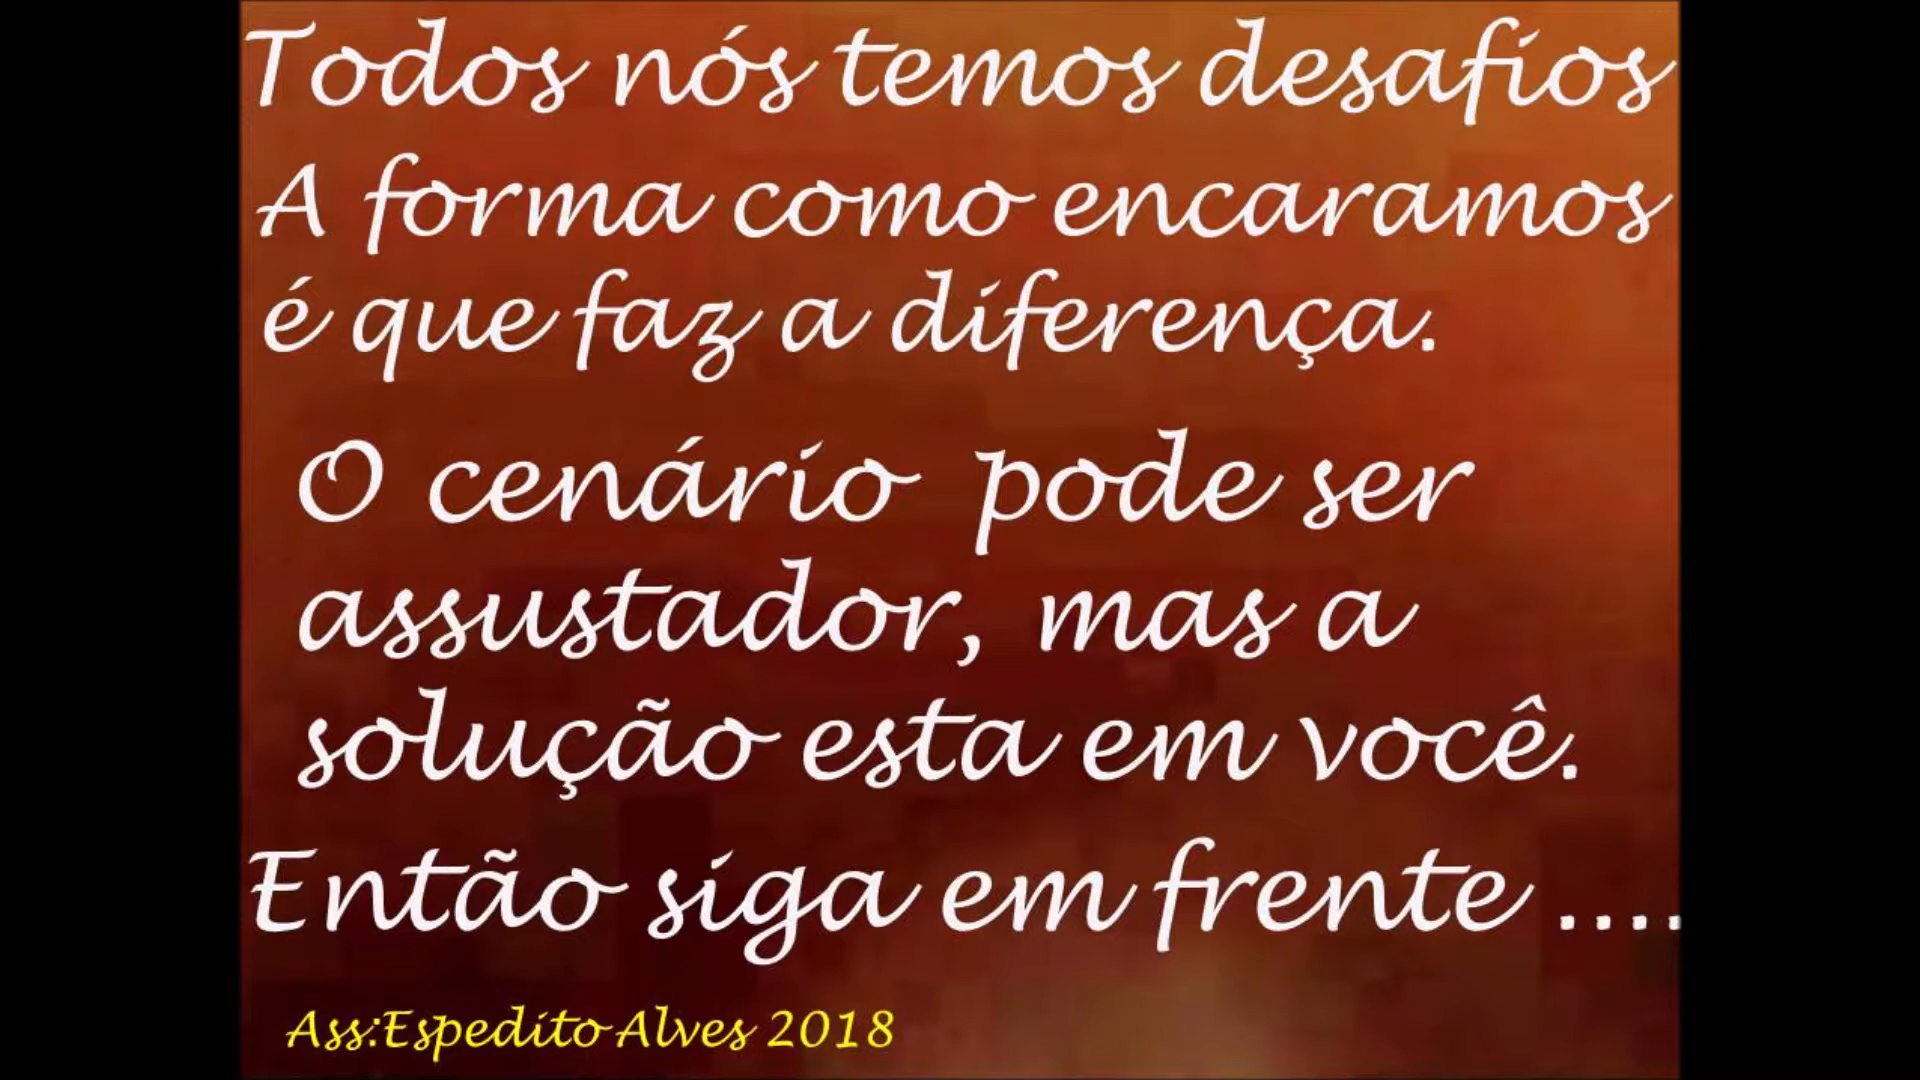 Todos nós temos desafios
A forma como encaramos
é que faz a diferença.
O cenário pode ser
assustador, mas a
solução esta em você.
Então siga em frente ....
Ass:Espedito Alves 2018